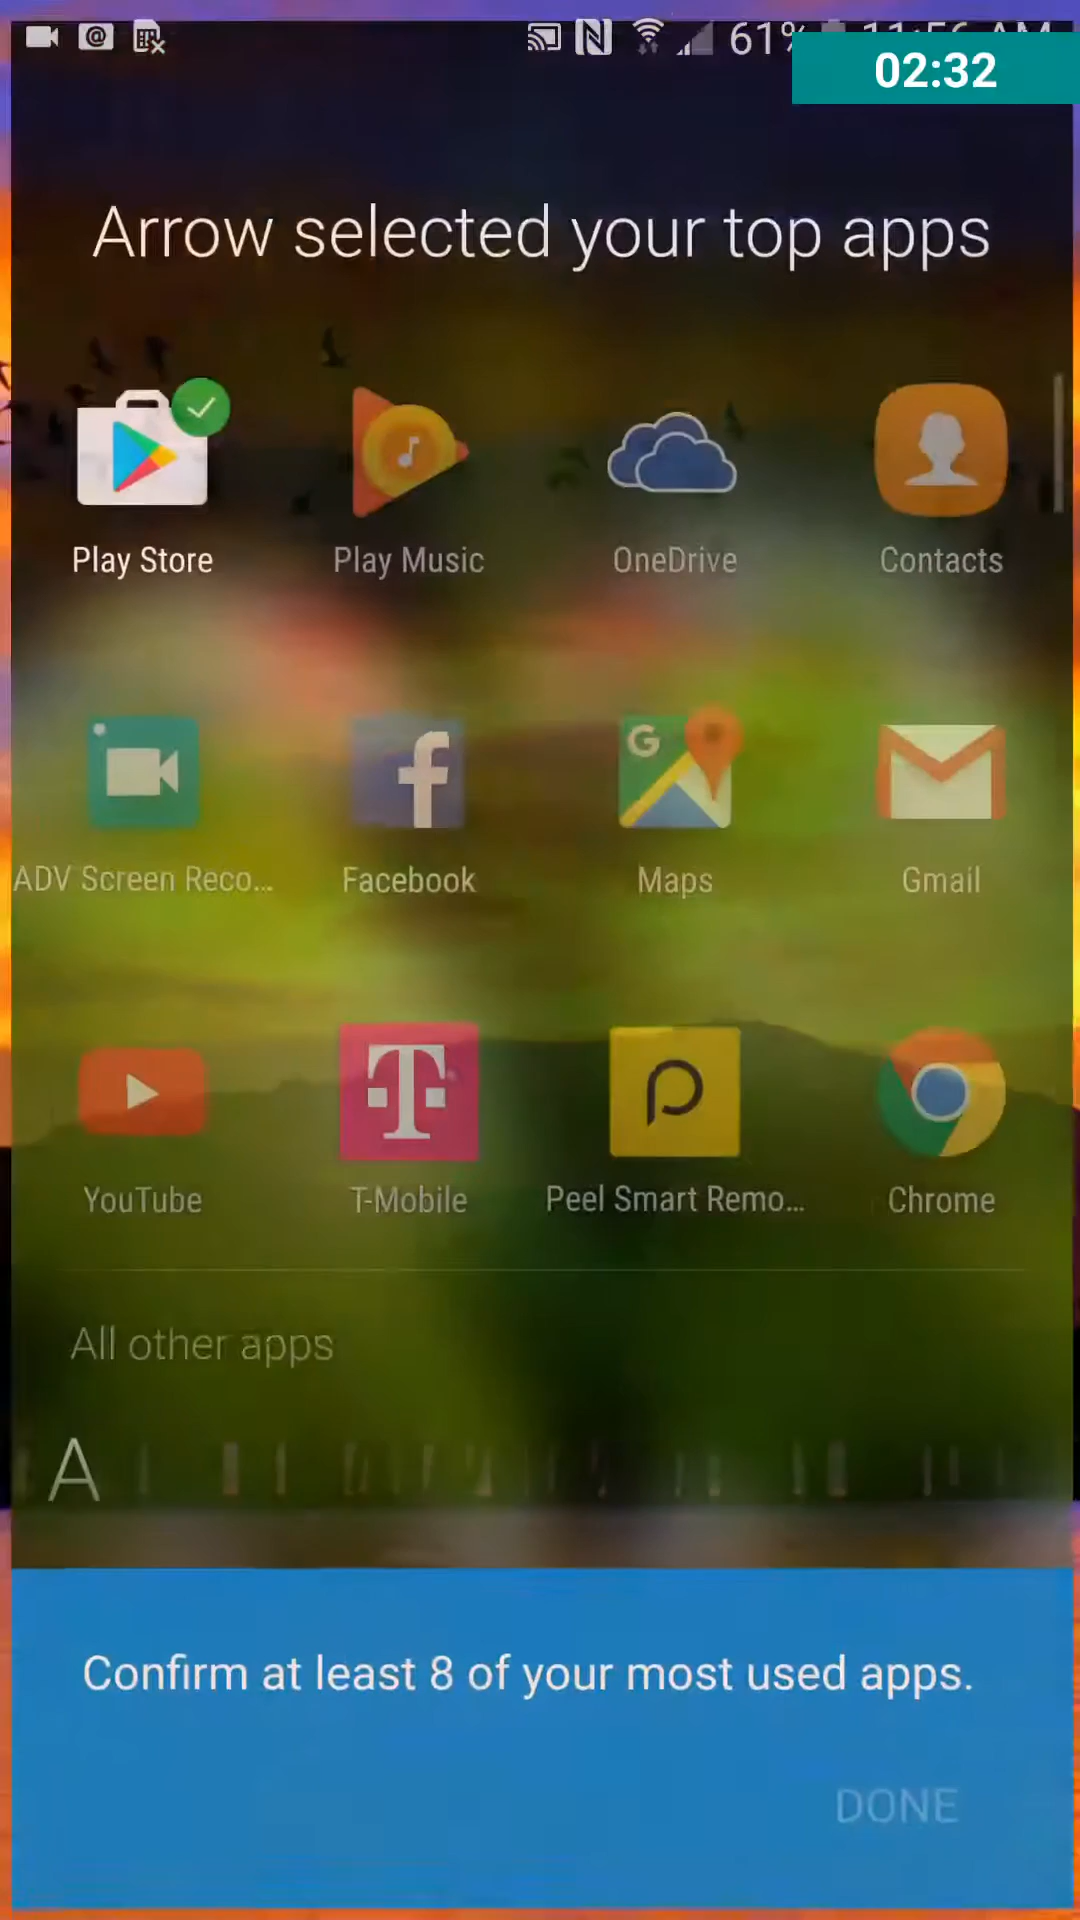 61%
02:32
Arrow selected your top apps
Play Store
Play Music
OneDrive
Contacts
ADV Screen Reco...
Facebook
Maps
Gmail
YouTube
T-Mobile
Peel Smart Remo...
Chrome
All other apps
A
Confirm at least 8 of your most used apps.
DONE